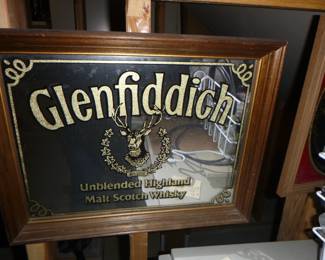 Glenfiddich
Unblended Highland
Malt Scotch Whisky